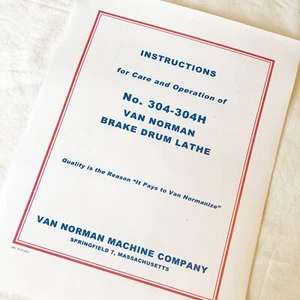 INSTRUCTIONS
for Care and Operation of
No. 304-304H
VAN NORMAN
BRAKE DRUM LATHE
Quality is the Reason "It Pays to Van Normanize"
VAN NORMAN MACHINE COMPANY
SPRINGFIELD 7, MASSACHUSETTS